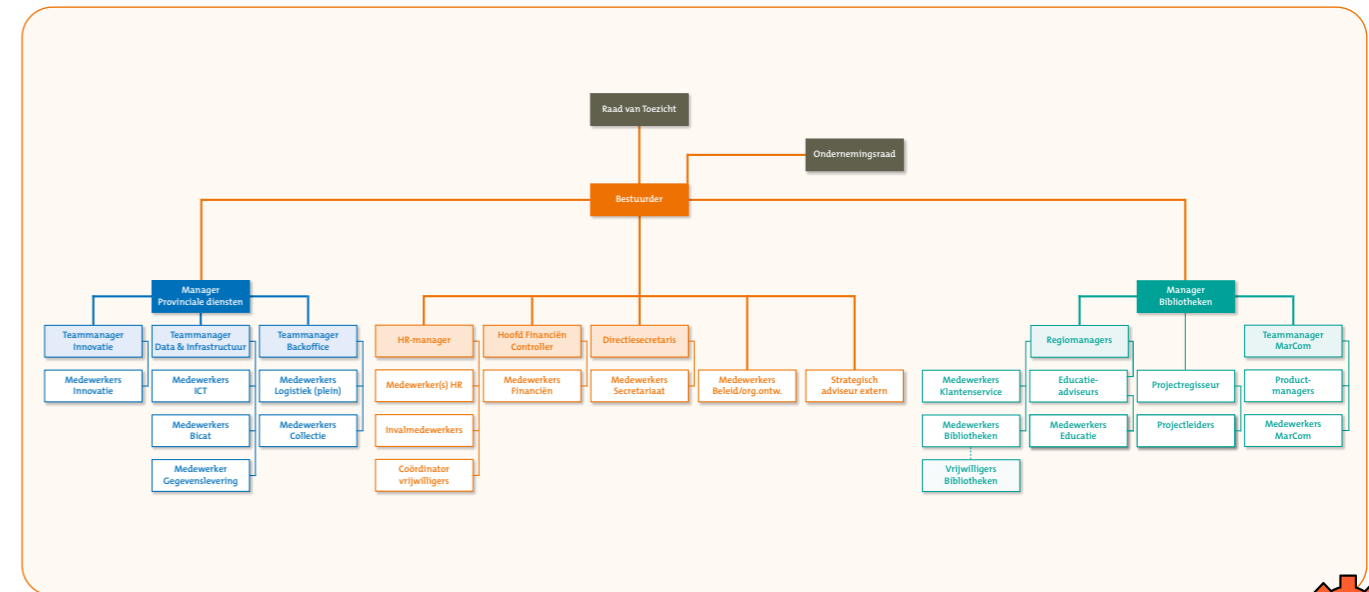 Raad van Toezicht
Ondernemingsraad
Bestuurder
Manager
Provinciale diensten
Manager
Bibliotheken
Teammanager
Innovatie
Teammanager
Data & Infrastructuur
Teammanager
Backoffice
HR-manager
Hoofd Financiën
Controller
Directiesecretaris
Regiomanagers
Teammanager
MarCom
Medewerkers
Innovatie
Medewerkers
ICT
Medewerkers
Logistiek (plein)
Medewerker(s) HR
Medewerkers
Financiën
Medewerkers
Secretariaat
Medewerkers
Beleid/org.ontw.
Strategisch
adviseur extern
Medewerkers
Klantenservice
Educatie-
adviseurs
Projectregisseur
Product-
managers
Medewerkers
Bicat
Medewerkers
Collectie
Invalmedewerkers
Medewerkers
Bibliotheken
Medewerkers
Educatie
Projectleiders
Medewerkers
MarCom
Medewerker
Gegevenslevering
Coördinator
vrijwilligers
Vrijwilligers
Bibliotheken